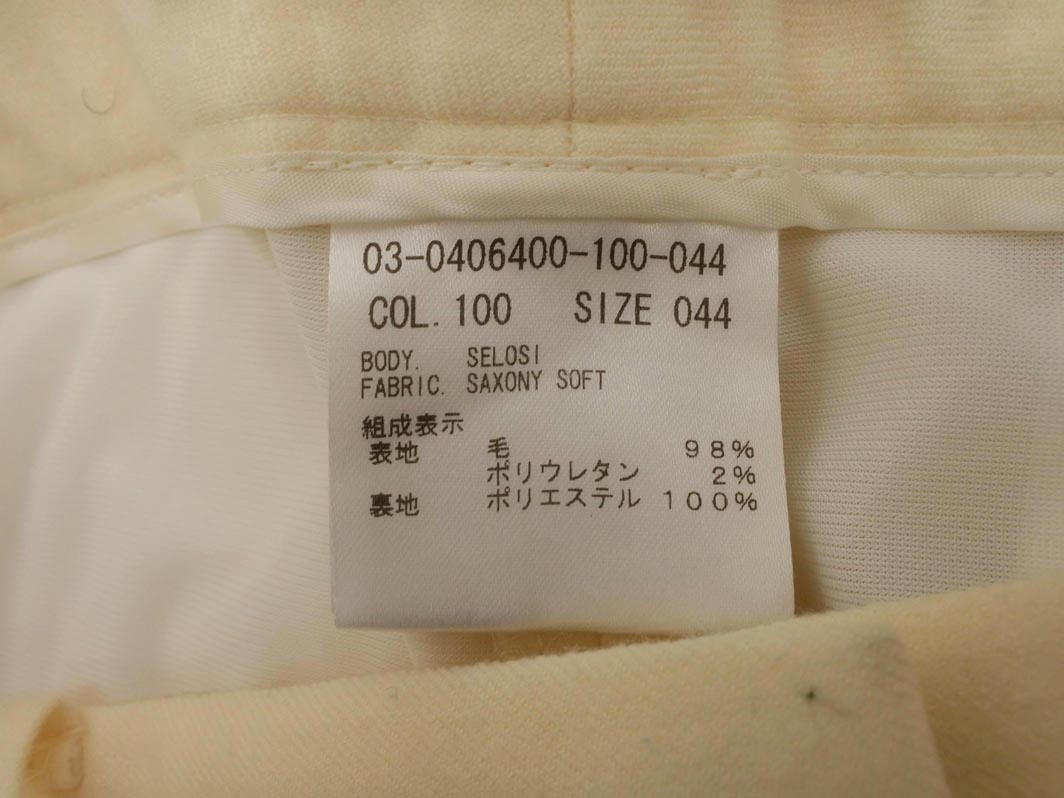 03-0406400-100-044
COL. 100 SIZE 044
BODY. SELOSI
FABRIC. SAXONY SOFT
組成表示
表地 毛 98%
ポリウレタン 2%
裏地 ポリエステル 100%